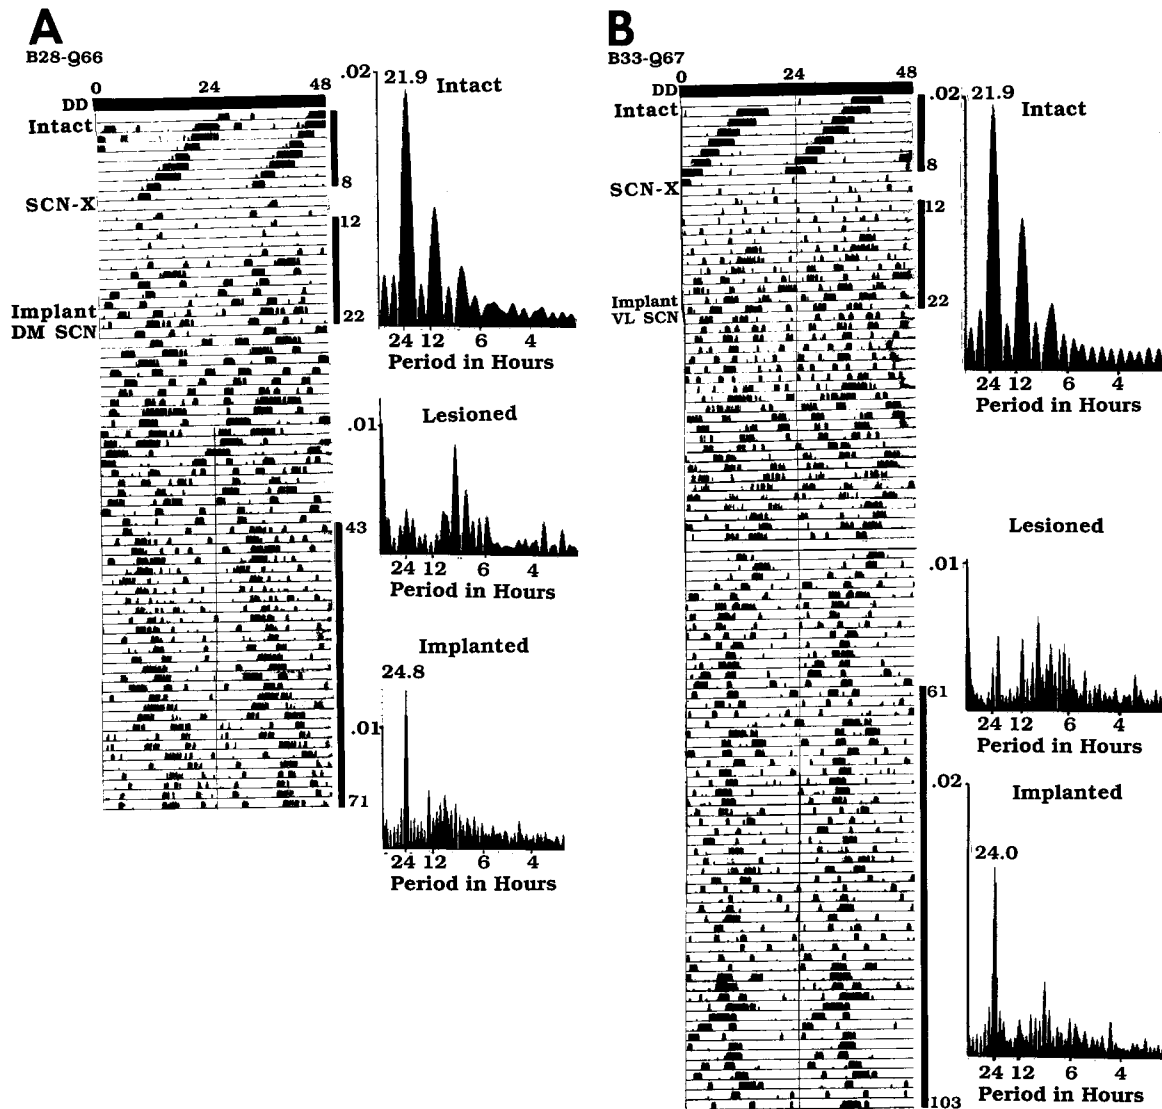 A
B28-Q66
0 24 48
DD
Intact
8
SCN-X
12
Implant
DM SCN
22
43
71
.02
21.9
Intact
24 12 6 4
Period in Hours
Lesioned
.01
24 12 6 4
Period in Hours
Implanted
24.8
.01
24 12 6 4
Period in Hours
B
B33-Q67
0 24 48
DD
Intact
8
SCN-X
12
Implant
VL SCN
22
61
103
.02
21.9
Intact
24 12 6 4
Period in Hours
Lesioned
.01
24 12 6 4
Period in Hours
.02
Implanted
24.0
24 12 6 4
Period in Hours